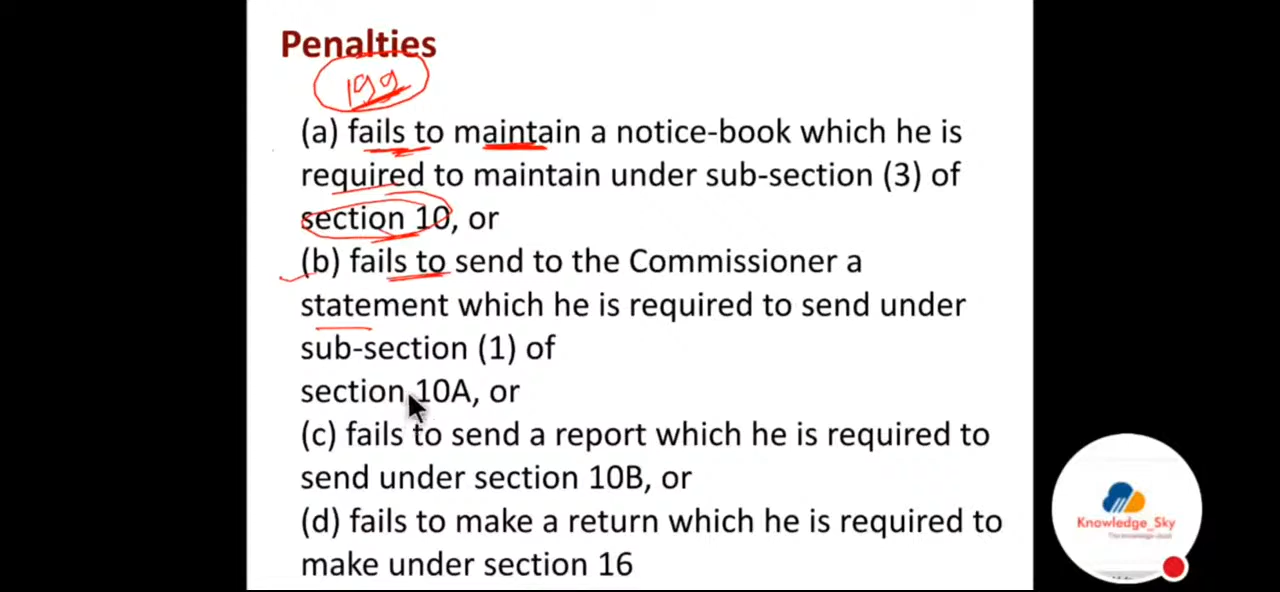 Penalties
199
(a) fails to maintain a notice-book which he is
required to maintain under sub-section (3) of
section 10, or
(b) fails to send to the Commissioner a
statement which he is required to send under
sub-section (1) of
section 10A, or
(c) fails to send a report which he is required to
send under section 10B, or
(d) fails to make a return which he is required to
make under section 16
Knowledge_Sky